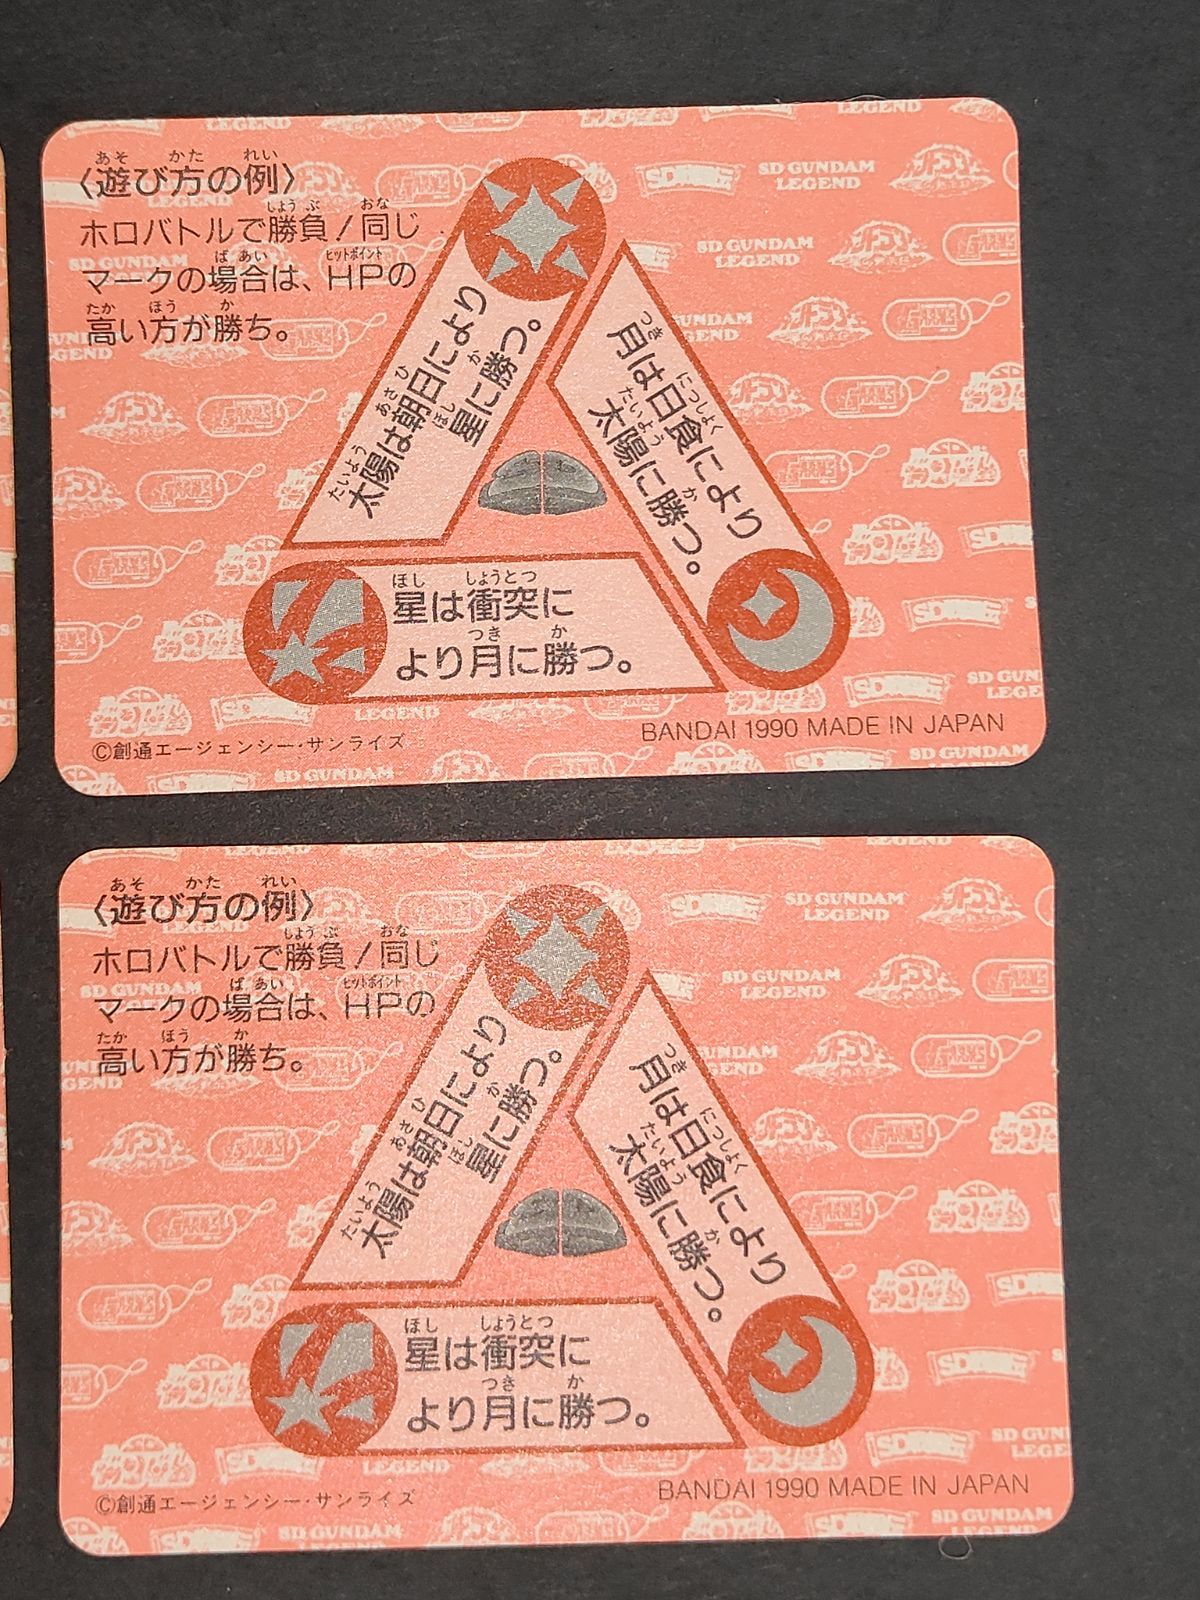 〈遊び方の例〉
ホロバトルで勝負!同じ
マークの場合は、HPの
高い方が勝ち。
太陽は朝日により
星に勝つ。
月は日食により
太陽に勝つ。
星は衝突に
より月に勝つ。
©創通エージェンシー・サンライズ
BANDAI 1990 MADE IN JAPAN
SD GUNDAM
LEGEND
〈遊び方の例〉
ホロバトルで勝負!同じ
マークの場合は、HPの
高い方が勝ち。
太陽は朝日により
星に勝つ。
月は日食により
太陽に勝つ。
星は衝突に
より月に勝つ。
©創通エージェンシー・サンライズ
BANDAI 1990 MADE IN JAPAN
SD GUNDAM
LEGEND